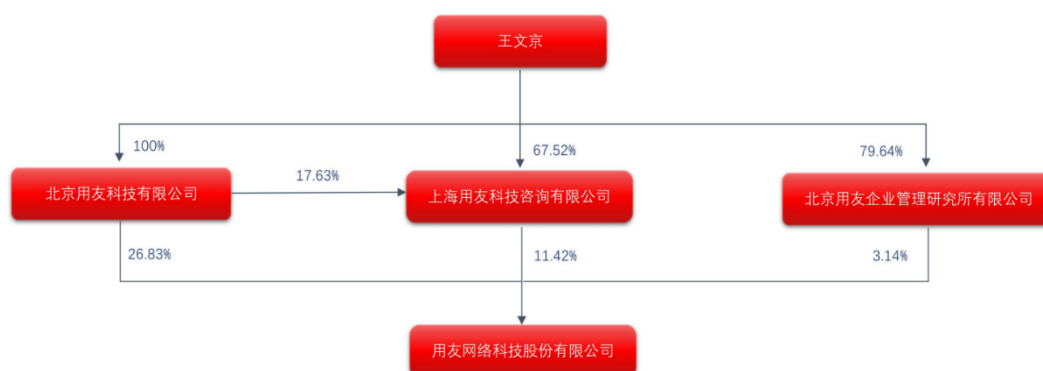 王文京
100%
67.52%
79.64%
北京用友科技有限公司
17.63%
上海用友科技咨询有限公司
北京用友企业管理研究所有限公司
26.83%
11.42%
3.14%
用友网络科技股份有限公司